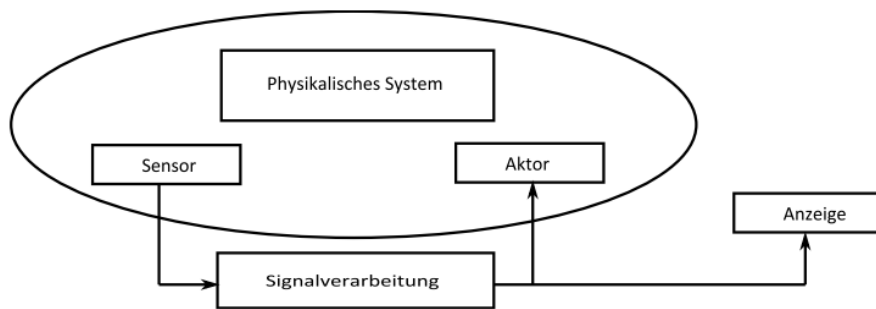 Physikalisches System
Sensor
Aktor
Anzeige
Signalverarbeitung